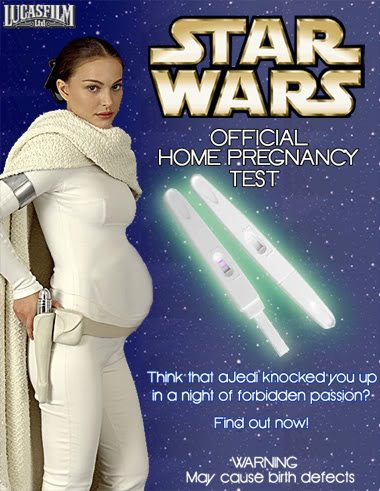 LUCASFILM
Ltd
STAR
WARS
OFFICIAL
HOME PREGNANCY
TEST
Think that aJedi knocked you up
in a night of forbidden passion?
Find out now!
WARNING
May cause birth defects